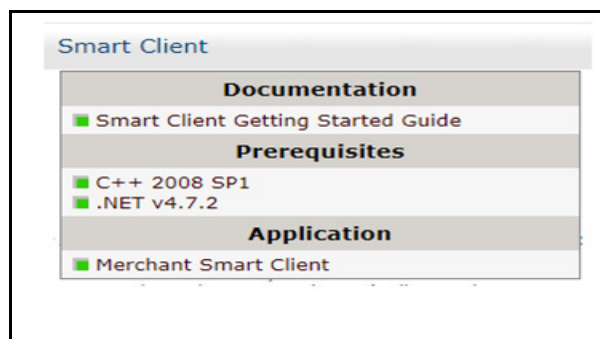 Smart Client
Documentation
Smart Client Getting Started Guide
Prerequisites
C++ 2008 SP1
.NET v4.7.2
Application
Merchant Smart Client